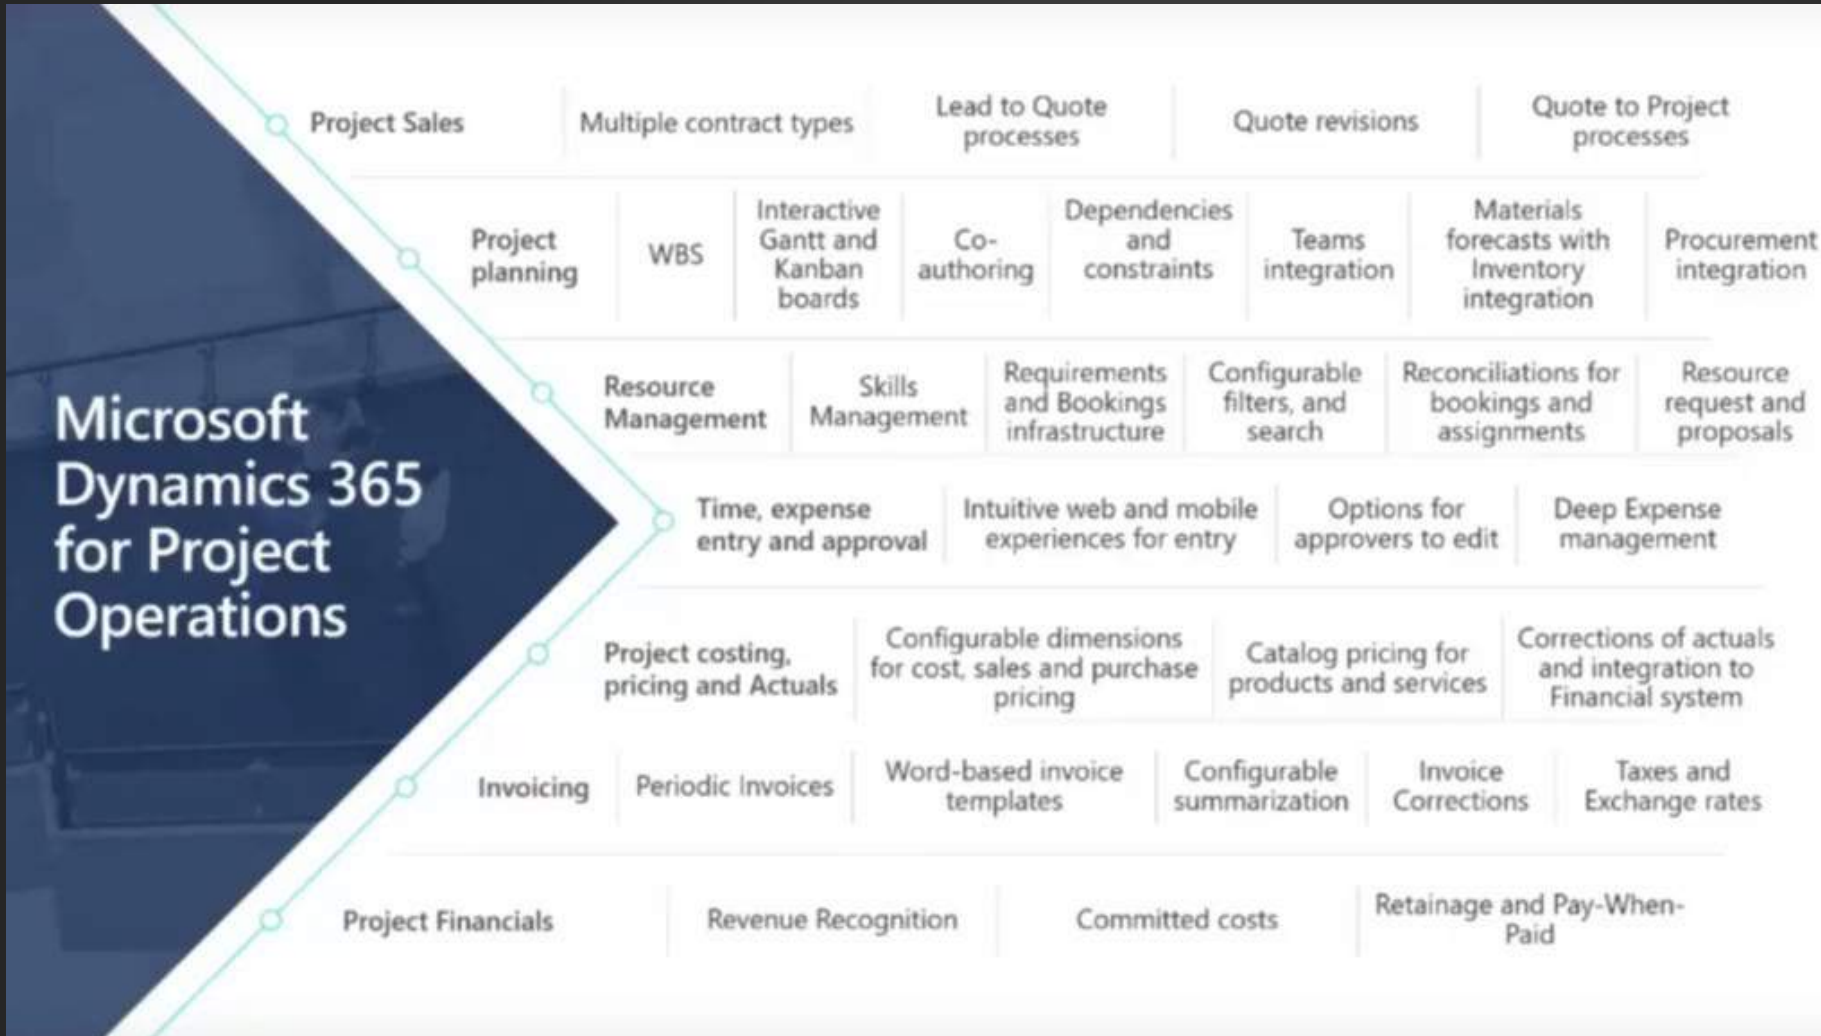 Microsoft
Dynamics 365
for Project
Operations
Project Sales
Multiple contract types
Lead to Quote
processes
Quote revisions
Quote to Project
processes
Project
planning
WBS
Interactive
Gantt and
Kanban
boards
Co-
authoring
Dependencies
and
constraints
Teams
integration
Materials
forecasts with
Inventory
integration
Procurement
integration
Resource
Management
Skills
Management
Requirements
and Bookings
infrastructure
Configurable
filters, and
search
Reconciliations for
bookings and
assignments
Resource
request and
proposals
Time, expense
entry and approval
Intuitive web and mobile
experiences for entry
Options for
approvers to edit
Deep Expense
management
Project costing,
pricing and Actuals
Configurable dimensions
for cost, sales and purchase
pricing
Catalog pricing for
products and services
Corrections of actuals
and integration to
Financial system
Invoicing
Periodic Invoices
Word-based invoice
templates
Configurable
summarization
Invoice
Corrections
Taxes and
Exchange rates
Project Financials
Revenue Recognition
Committed costs
Retainage and Pay-When-
Paid